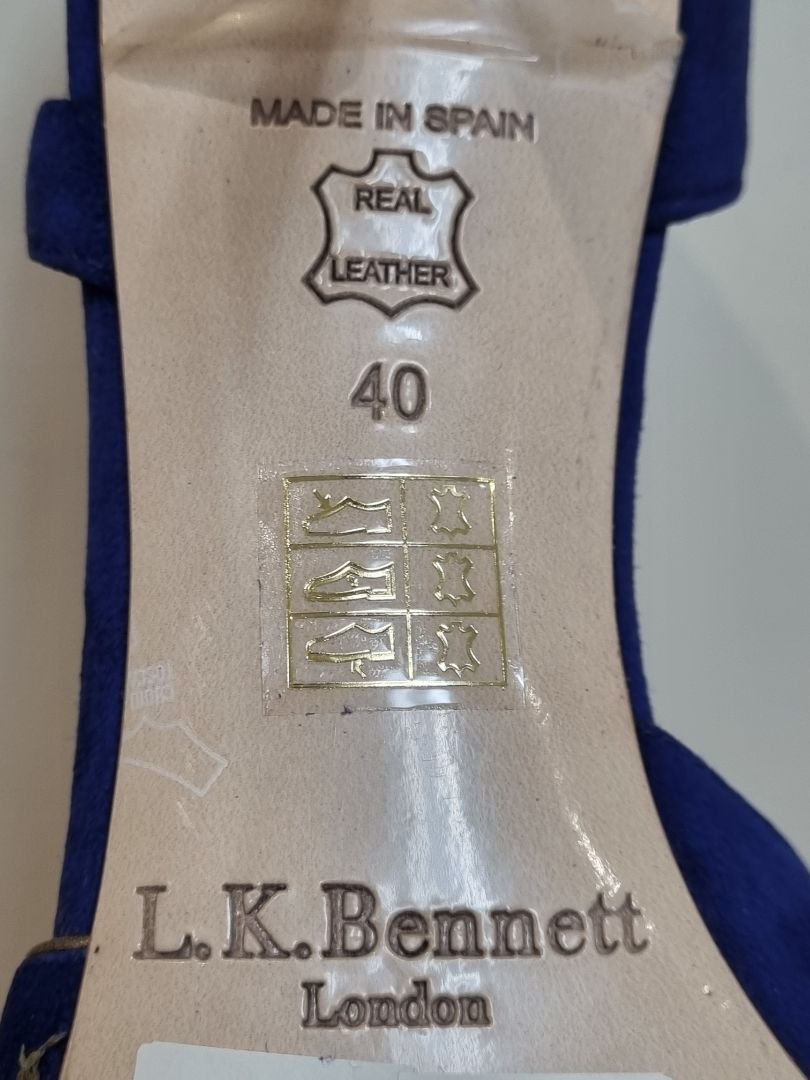 MADE IN SPAIN
REAL
LEATHER
40
L.K.Bennett
London